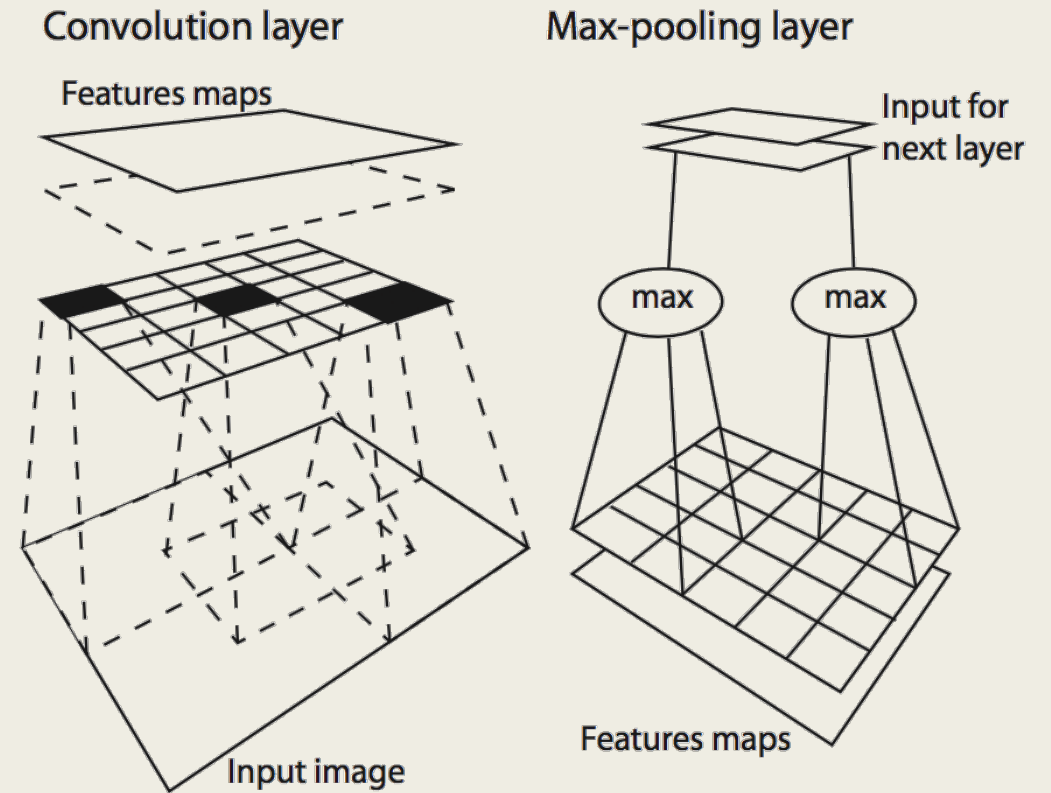 Convolution layer
Features maps
Input image
Max-pooling layer
Input for
next layer
max
max
Features maps